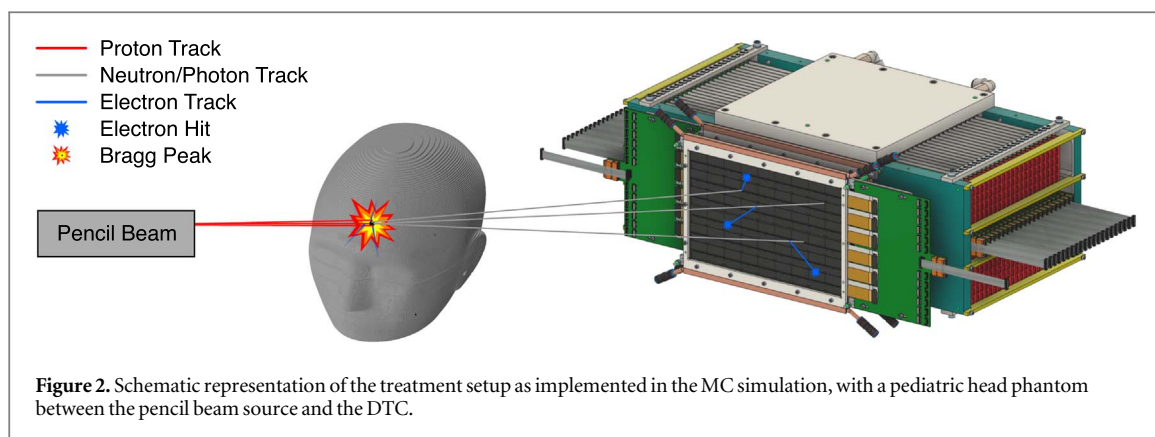 Proton Track
Neutron/Photon Track
Electron Track
Electron Hit
Bragg Peak
Pencil Beam
Figure 2. Schematic representation of the treatment setup as implemented in the MC simulation, with a pediatric head phantom
between the pencil beam source and the DTC.